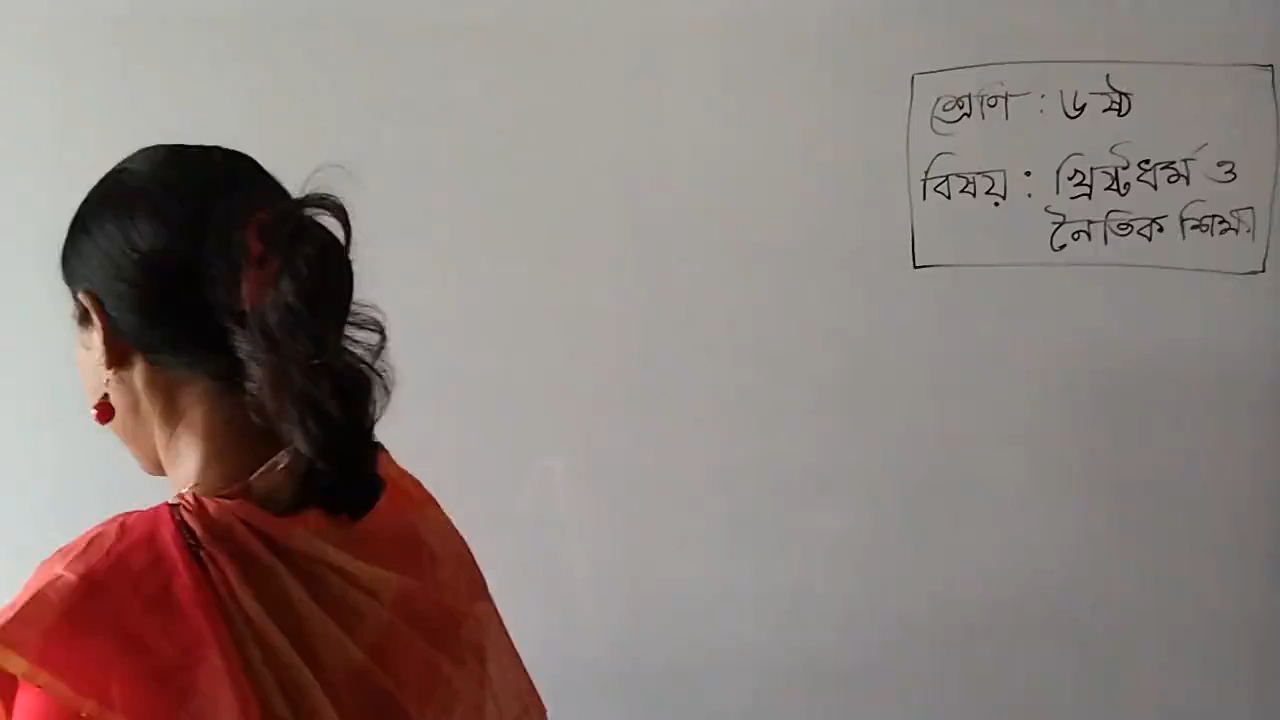 শ্রেণি : ৬ষ্ঠ
বিষয় : খ্রিষ্টধর্ম ও
নৈতিক শিক্ষা